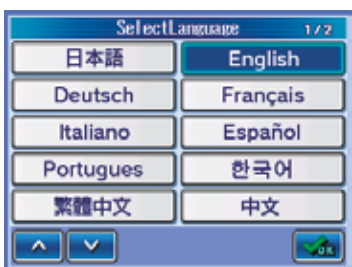 SelectLanguage 1/2
日本語 English
Deutsch Français
Italiano Español
Portugues 한국어
繁體中文 中文
OK